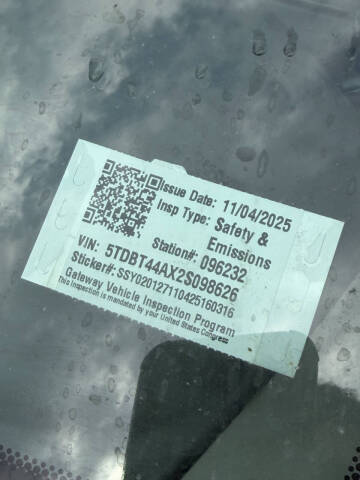 Issue Date: 11/04/2025
Insp Type: Safety &
Emissions
Station#: 096232
VIN: 5TDBT44AX2S098626
Sticker#: SSY020127110425160316
Gateway Vehicle Inspection Program
This inspection is mandated by your United States Congress